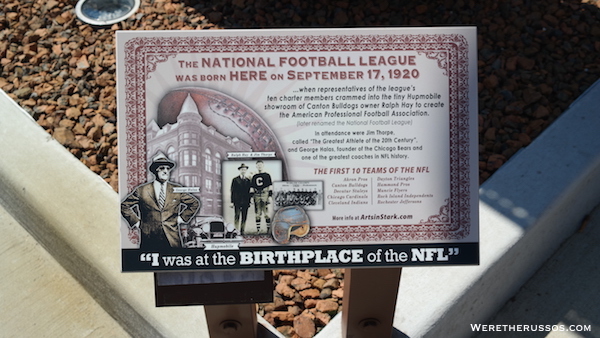 THE NATIONAL FOOTBALL LEAGUE
WAS BORN HERE ON SEPTEMBER 17, 1920
...when representatives of the league's
ten charter members crammed into the tiny Hupmobile
showroom of Canton Bulldogs owner Ralph Hay to create
the American Professional Football Association.
(later renamed the National Football League)
In attendance were Jim Thorpe,
called "The Greatest Athlete of the 20th Century",
and George Halas, founder of the Chicago Bears and
one of the greatest coaches in NFL history.
Ralph Hay & Jim Thorpe
THE FIRST 10 TEAMS OF THE NFL
Akron Pros
Canton Bulldogs
Decatur Staleys
Chicago Cardinals
Cleveland Indians
Dayton Triangles
Hammond Pros
Muncie Flyers
Rock Island Independents
Rochester Jeffersons
More info at ArtsinStark.com
Hupmobile
"I was at the BIRTHPLACE of the NFL"
WERETHERUSSOS.COM